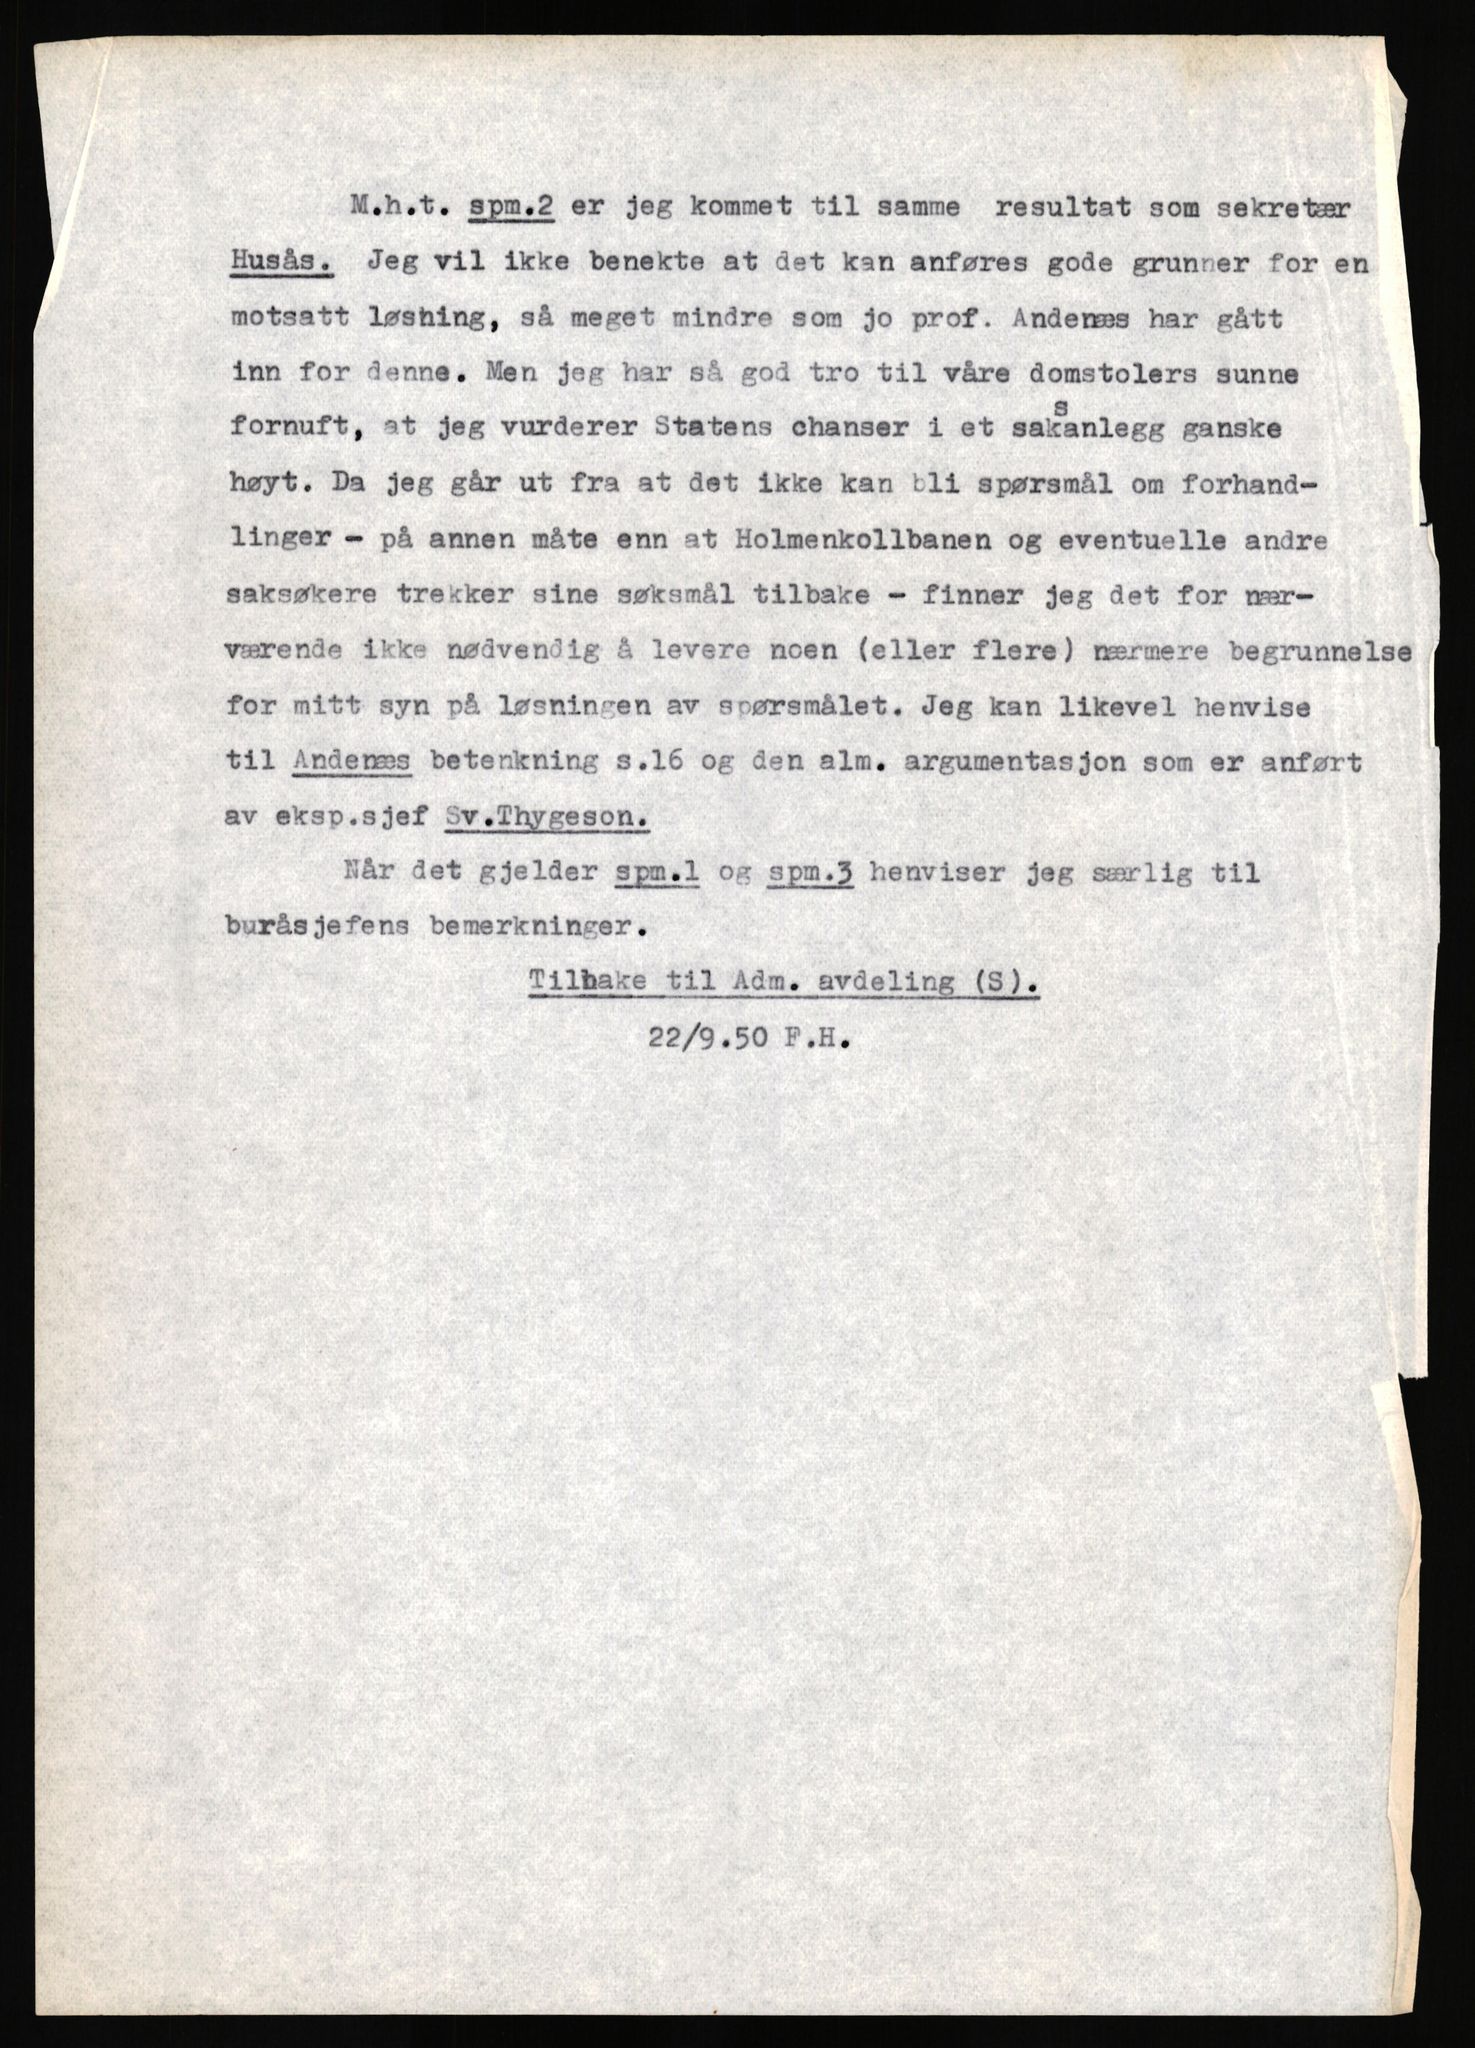 M.h.t. spm.2 er jeg kommet til samme resultat som sekretær
Husås. Jeg vil ikke benekte at det kan anføres gode grunner for en
motsatt løshing, så meget mindre som jo prof. Andenæs har gått
inn for denne. Men jeg har så god tro til våre domstolers sunne
fornuft, at jeg vurderer Statens chanser i et saksanlegg ganske
høyt. Da jeg går ut fra at det ikke kan bli spørsmål om forhand-
linger - på annen måte enn at Holmenkollbanen og eventuelle andre
saksøkere trekker sine søksmål tilbake - finner jeg det for nær-
værende ikke nødvendig å levere noen (eller flere) nærmere begrunnelse
for mitt syn på løsningen av spørsmålet. Jeg kan likevel henvise
til Andenæs betenkning s.16 og den alm. argumentasjon som er anført
av eksp.sjef Sv.Thygeson.
Når det gjelder spm.1 og spm.3 henviser jeg særlig til
buråsjefens bemerkninger.
Tilbake til Adm. avdeling (S).
22/9.50 F.H.